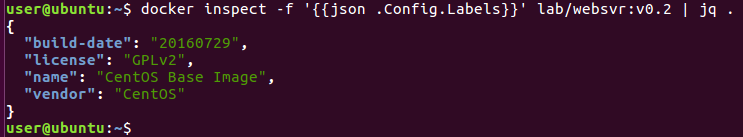 user@ubuntu:~$ docker inspect -f '{{json .Config.Labels}}' lab/websvr:v0.2 | jq .
{
  "build-date": "20160729",
  "license": "GPLv2",
  "name": "CentOS Base Image",
  "vendor": "CentOS"
}
user@ubuntu:~$